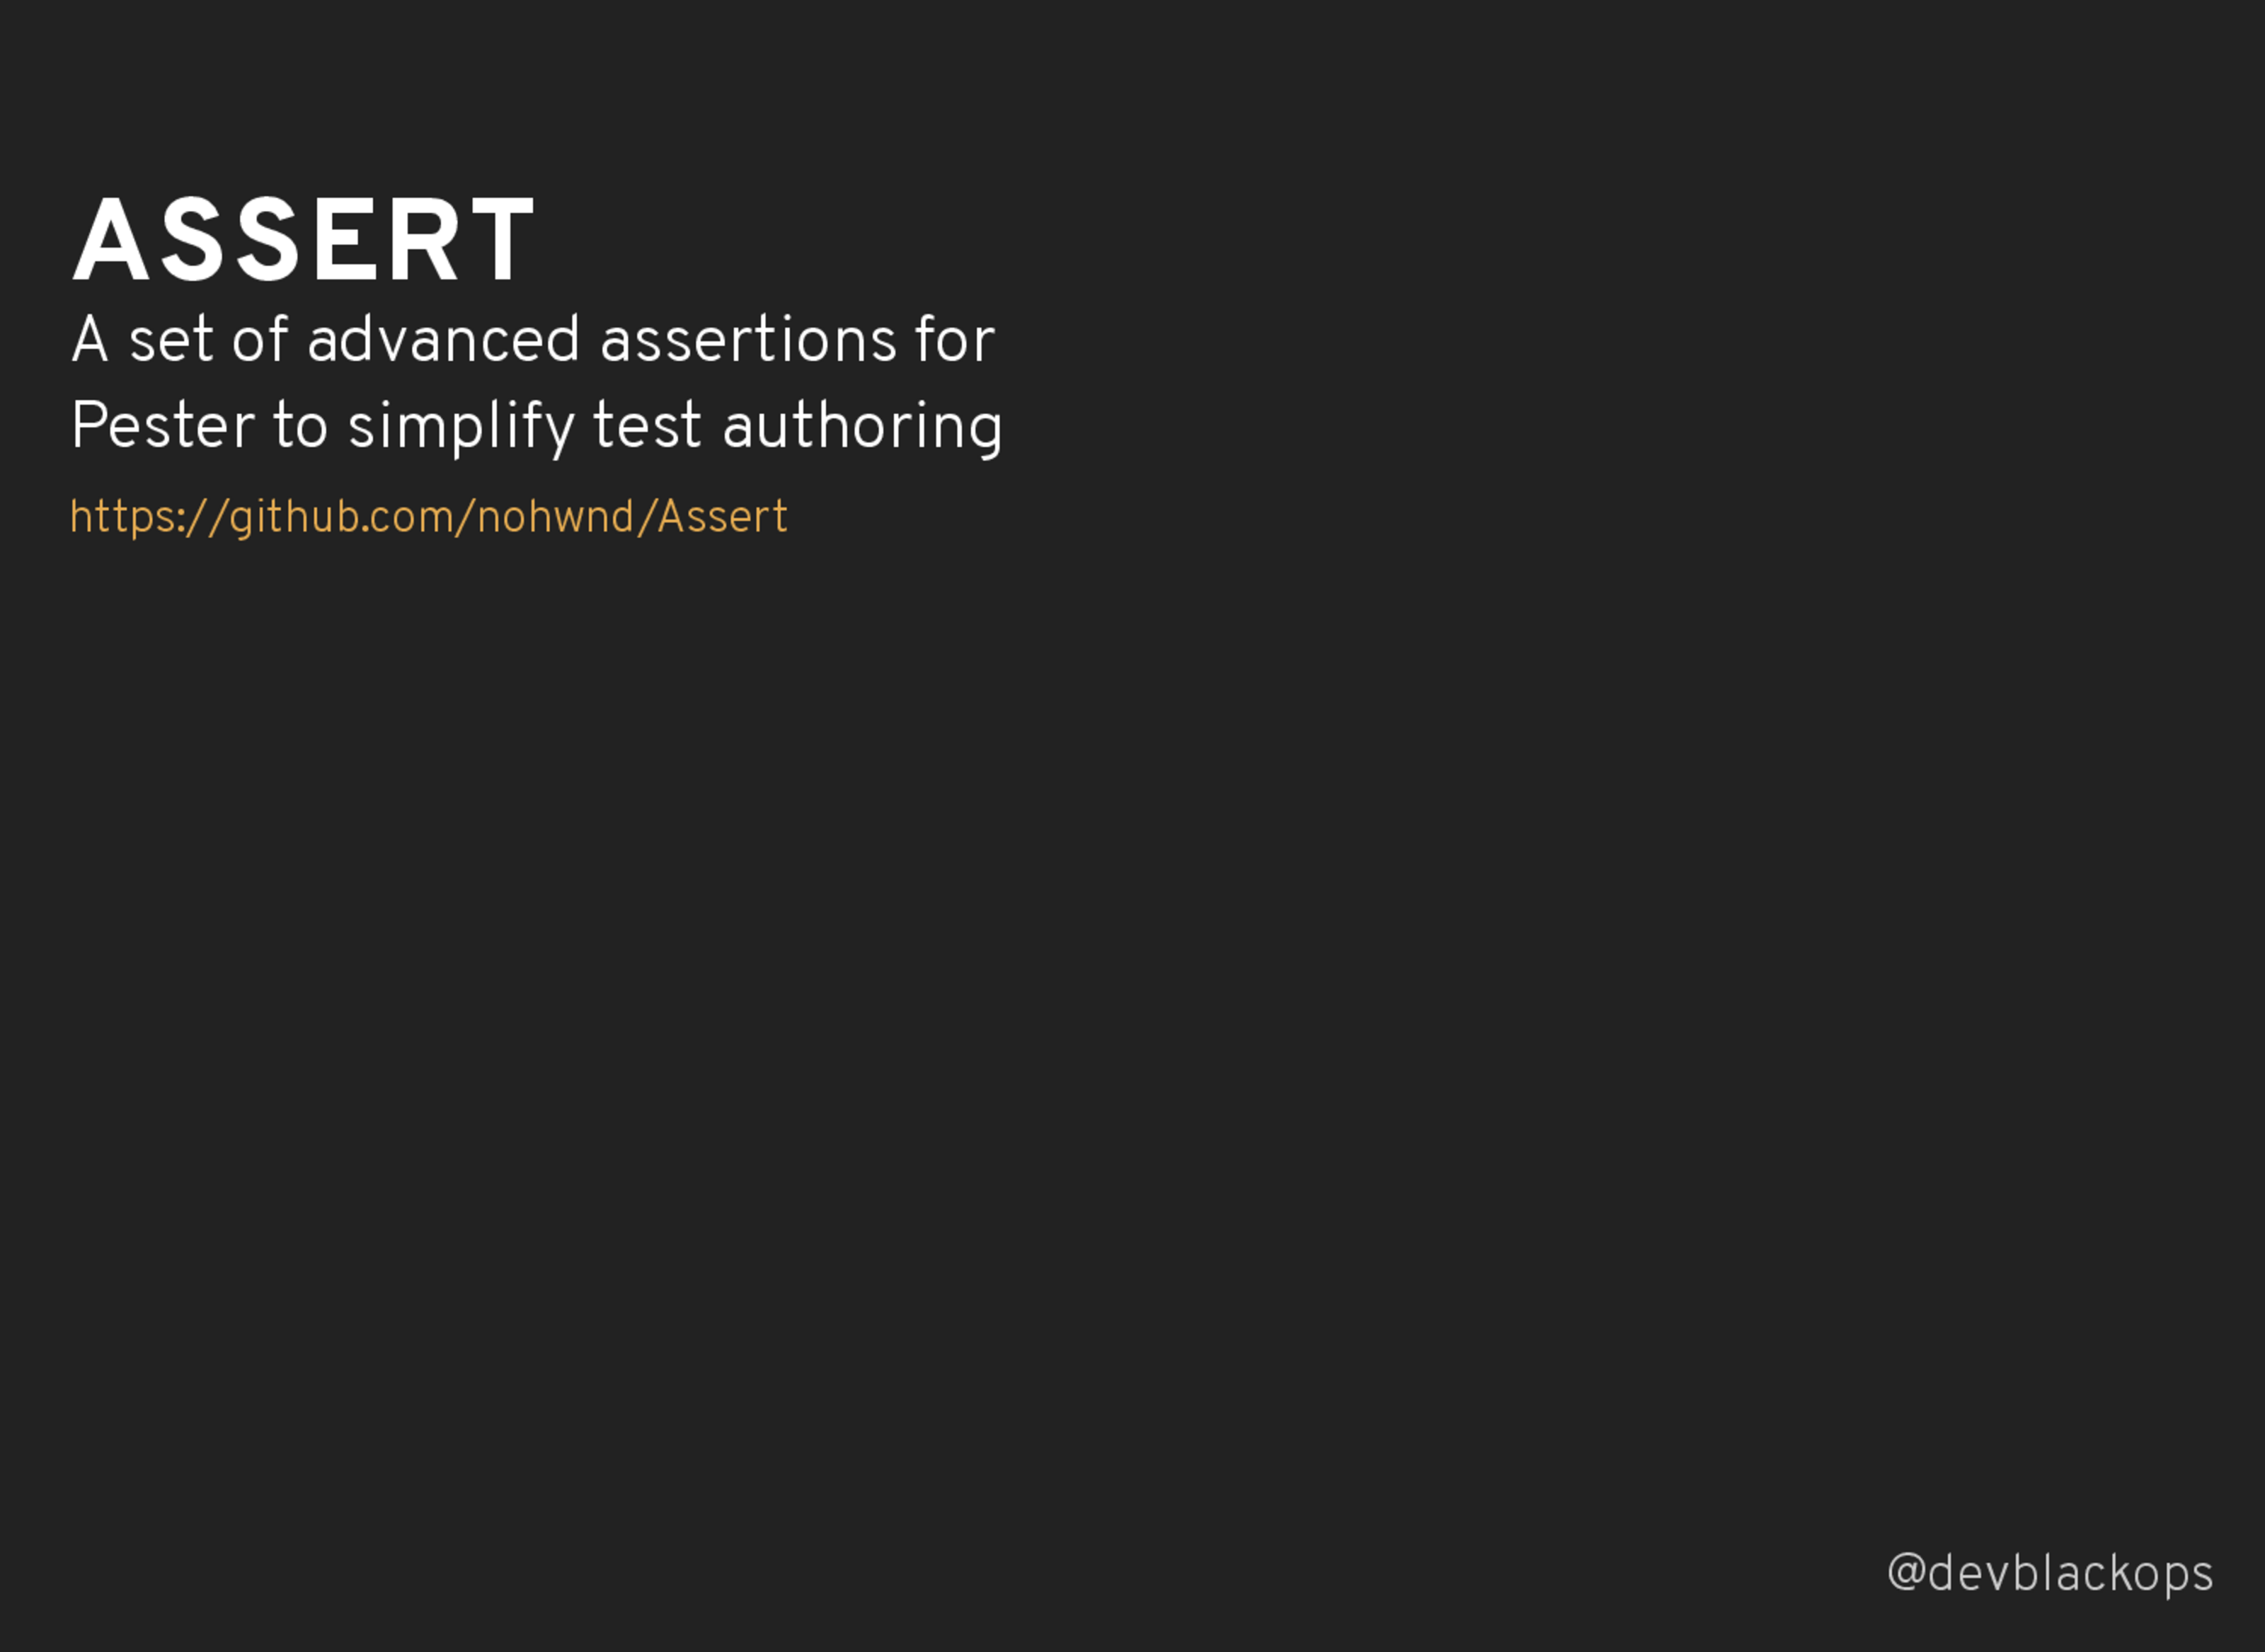 ASSERT
A set of advanced assertions for
Pester to simplify test authoring
https://github.com/nohwnd/Assert
@devblackops